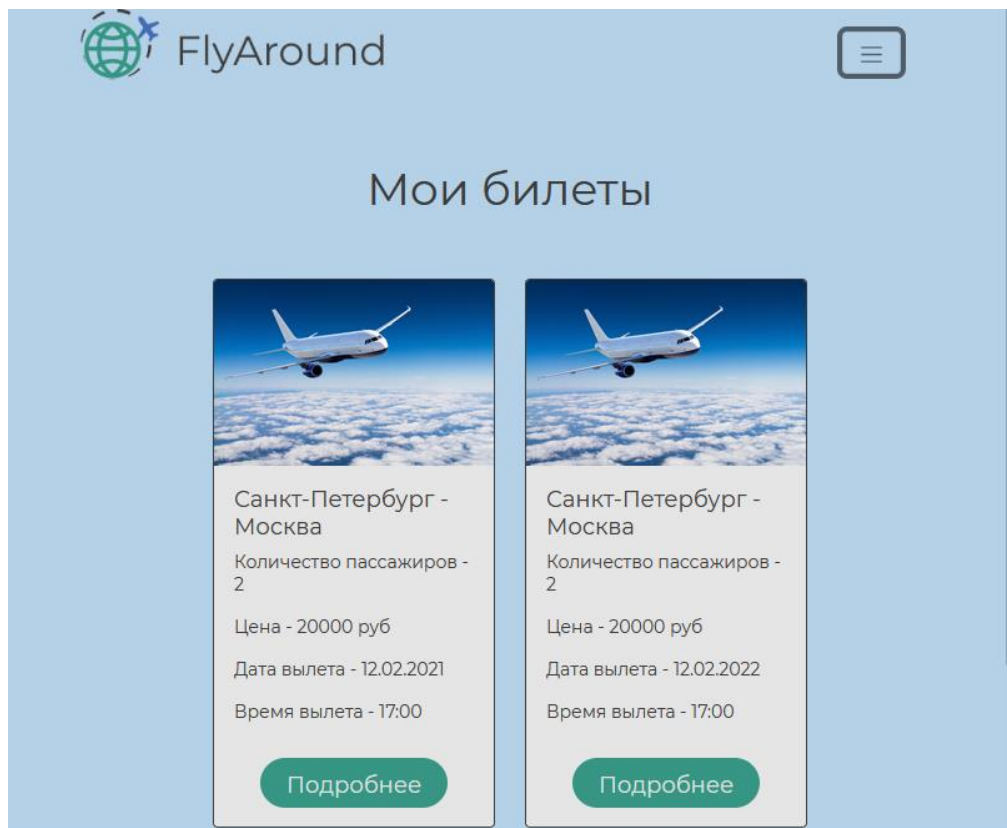 FlyAround
Мои билеты
Санкт-Петербург -
Москва
Количество пассажиров -
2
Цена - 20000 руб
Дата вылета - 12.02.2021
Время вылета - 17:00
Подробнее
Санкт-Петербург -
Москва
Количество пассажиров -
2
Цена - 20000 руб
Дата вылета - 12.02.2022
Время вылета - 17:00
Подробнее